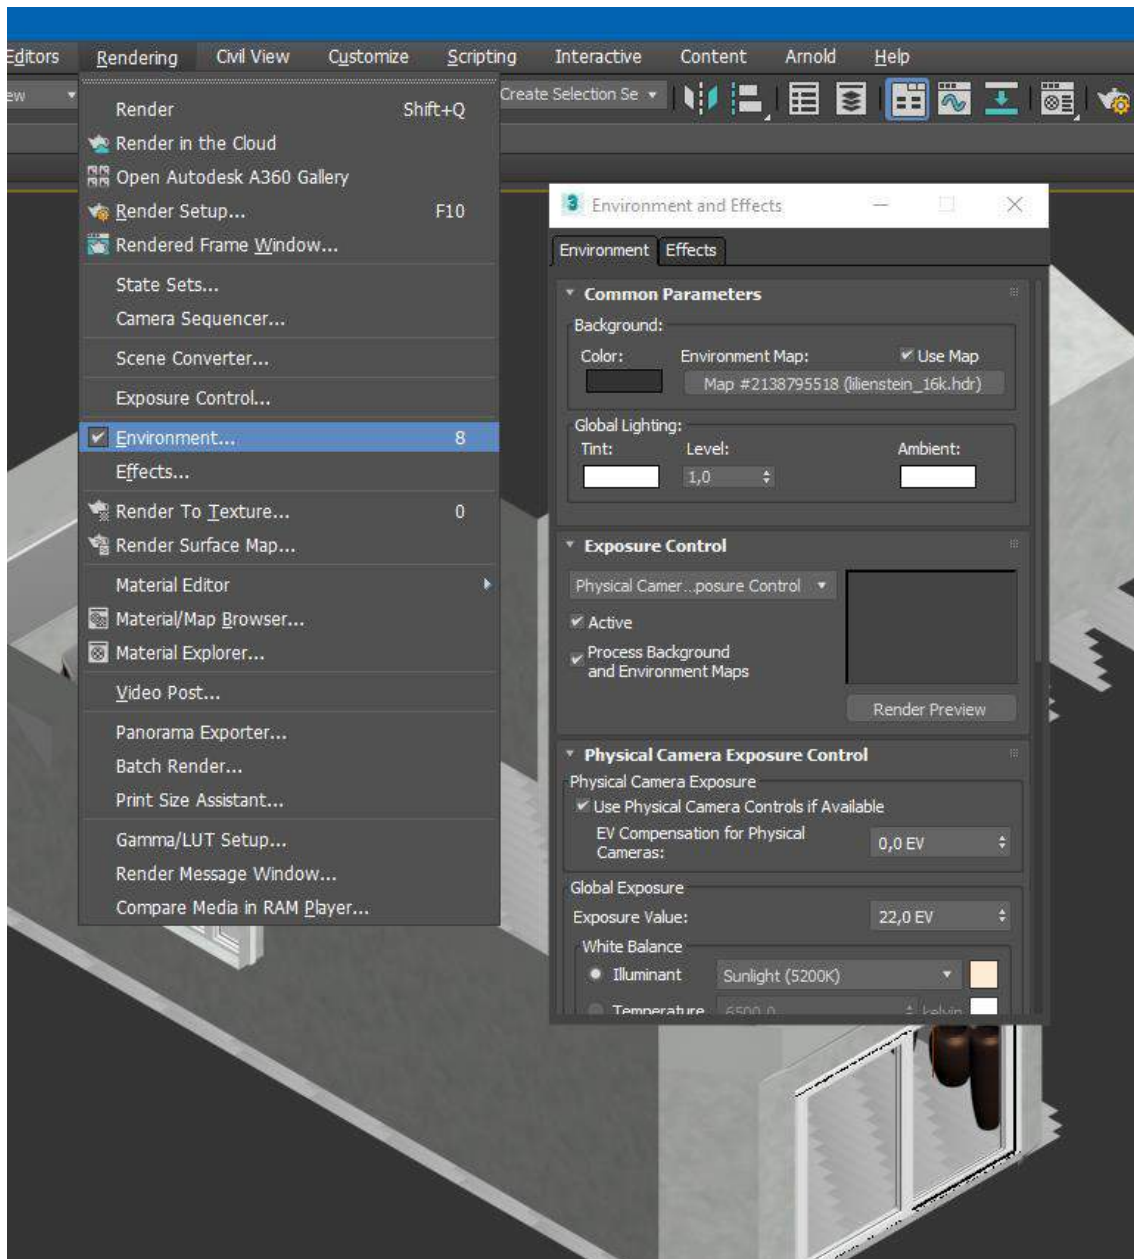 Editors Rendering Civil View Customize Scripting Interactive Content Arnold Help
Create Selection Se
Render Shift+Q
Render in the Cloud
Open Autodesk A360 Gallery
Render Setup... F10
Rendered Frame Window...
State Sets...
Camera Sequencer...
Scene Converter...
Exposure Control...
Environment... 8
Effects...
Render To Texture... 0
Render Surface Map...
Material Editor
Material/Map Browser...
Material Explorer...
Video Post...
Panorama Exporter...
Batch Render...
Print Size Assistant...
Gamma/LUT Setup...
Render Message Window...
Compare Media in RAM Player...
3 Environment and Effects
Environment Effects
Common Parameters
Background:
Color: Environment Map: Use Map
Map #2138795518 (lilienstein_16k.hdr)
Global Lighting:
Tint: Level: Ambient:
1,0
Exposure Control
Physical Camer...posure Control
Active
Process Background
and Environment Maps
Render Preview
Physical Camera Exposure Control
Physical Camera Exposure
Use Physical Camera Controls if Available
EV Compensation for Physical
Cameras: 0,0 EV
Global Exposure
Exposure Value: 22,0 EV
White Balance
Illuminant Sunlight (5200K)
Temperature 6500,0 kelvin